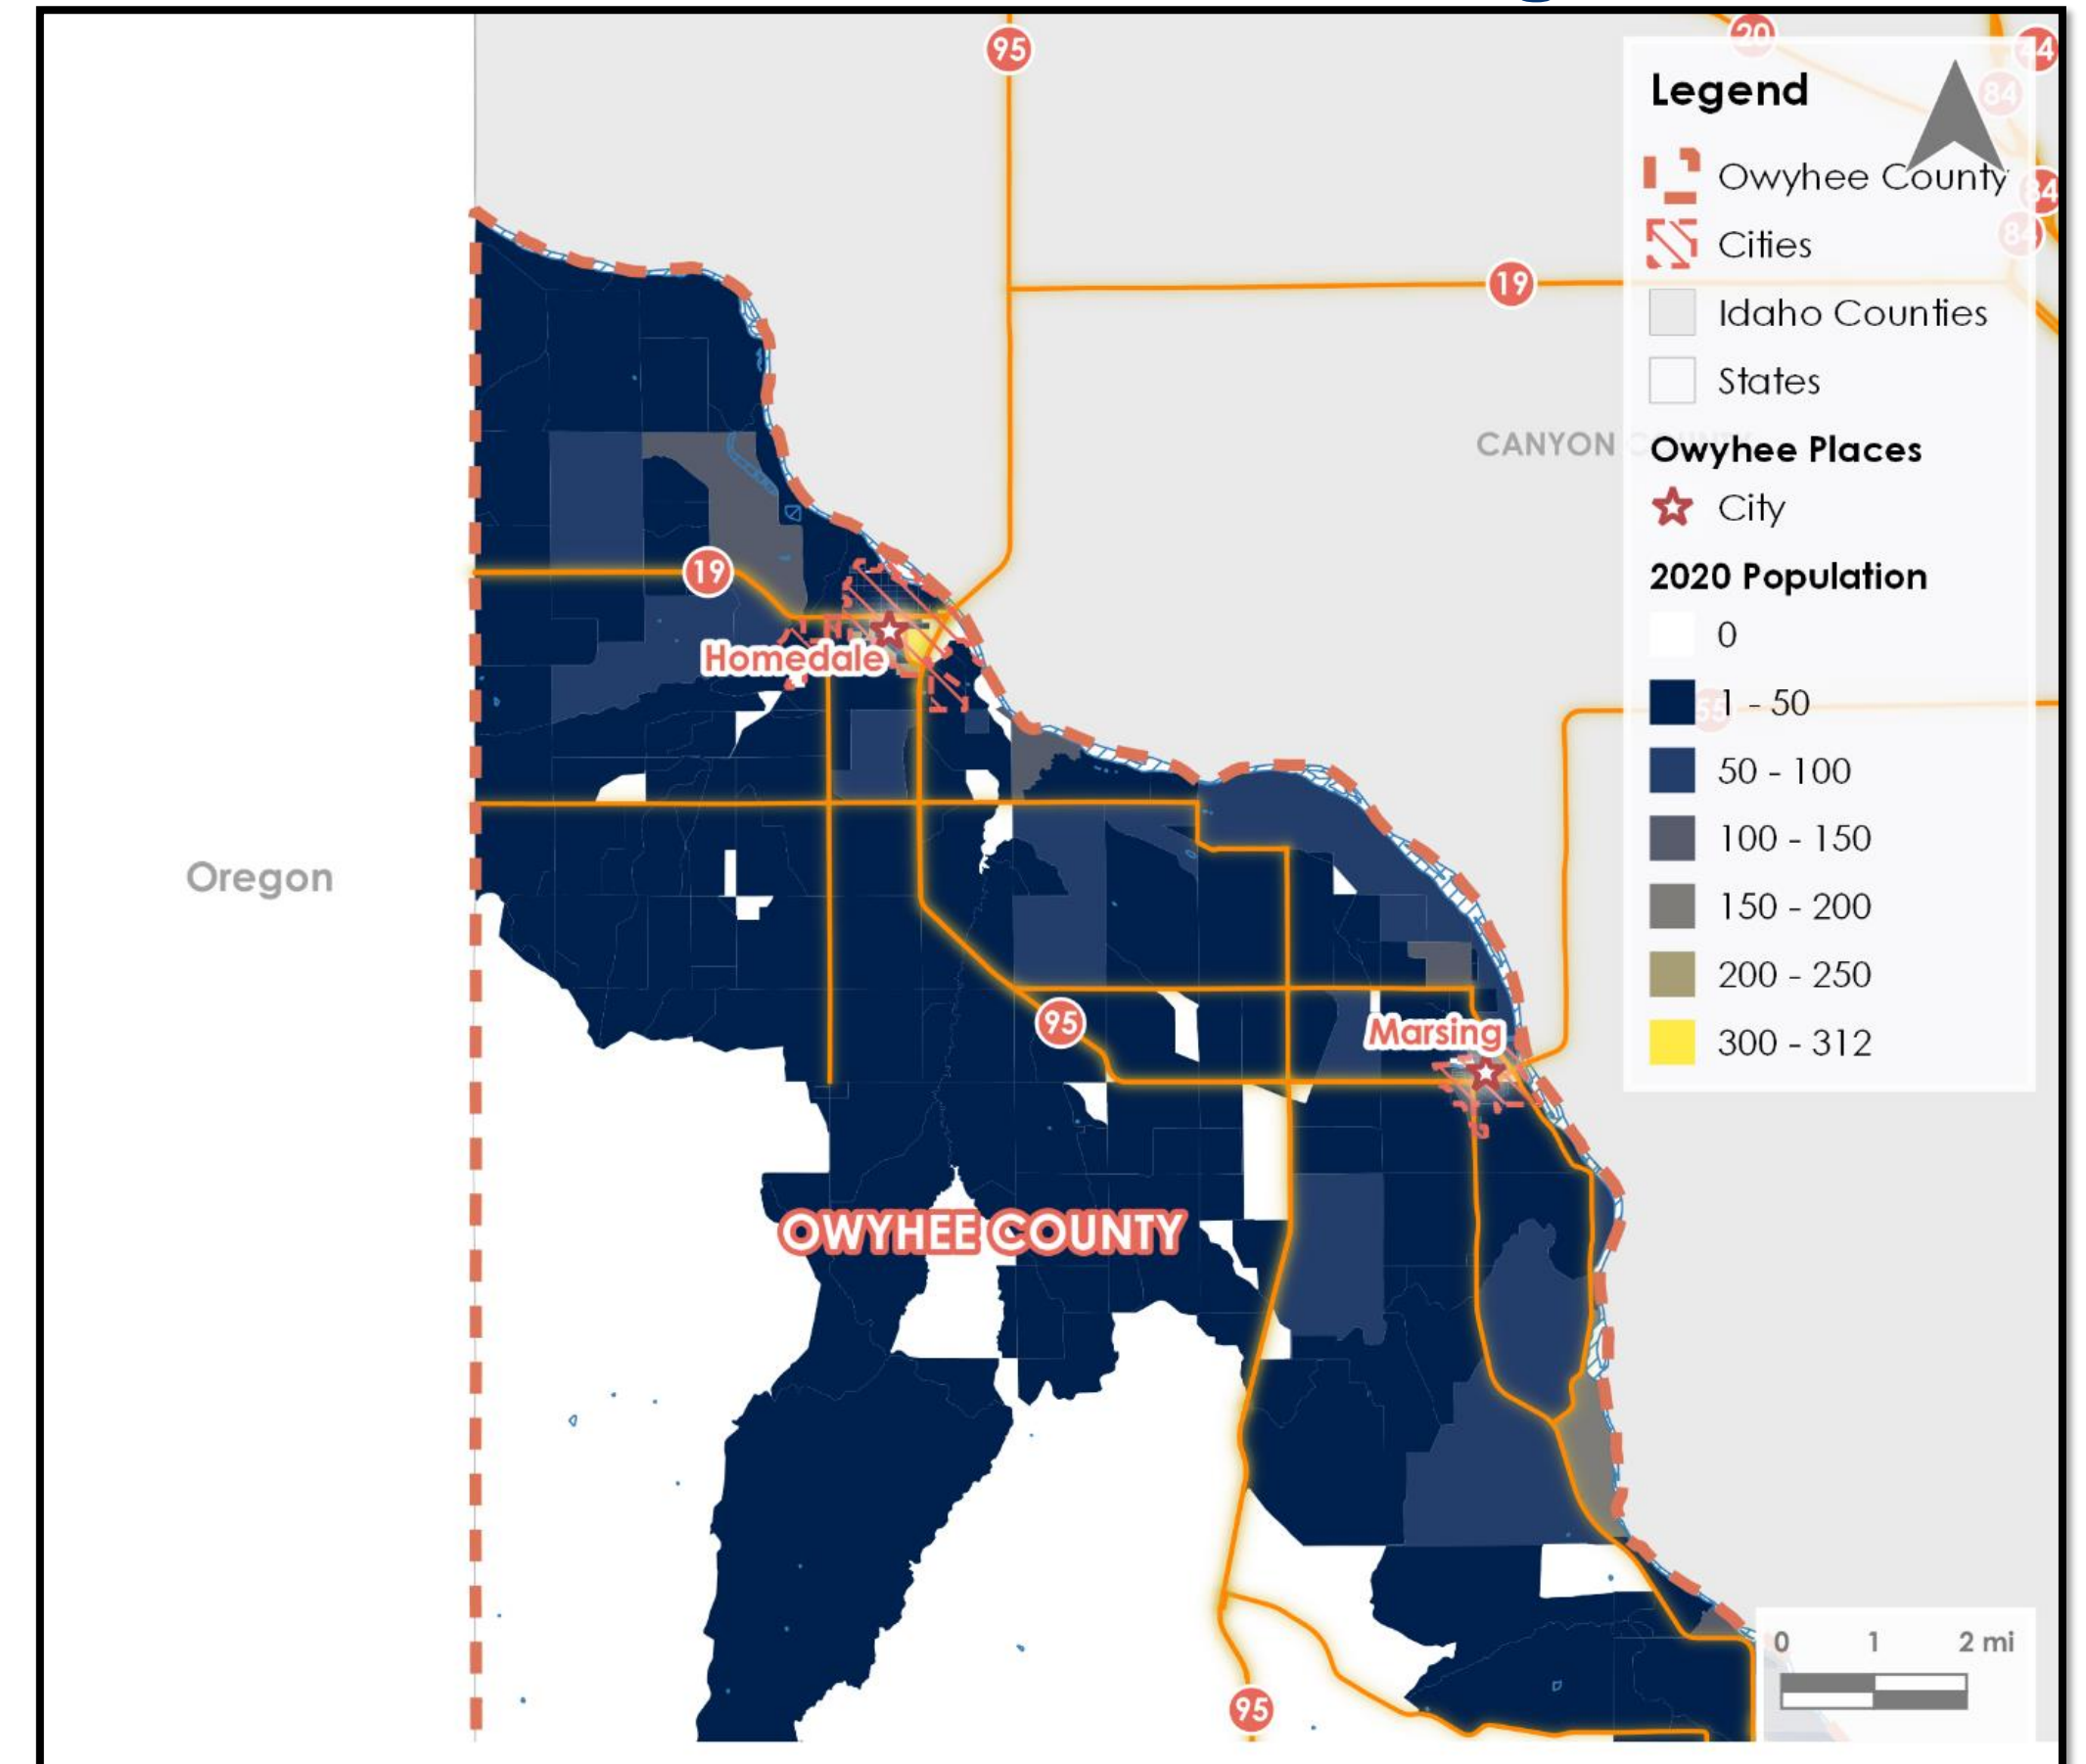 95
20
44
84
84
84
Legend
Owyhee County
Cities
19
Idaho Counties
States
CANYON
Owyhee Places
City
2020 Population
0
19
Homedale
55
1 - 50
50 - 100
100 - 150
Oregon
150 - 200
200 - 250
95
Marsing
300 - 312
OWYHEE COUNTY
0 1 2 mi
95